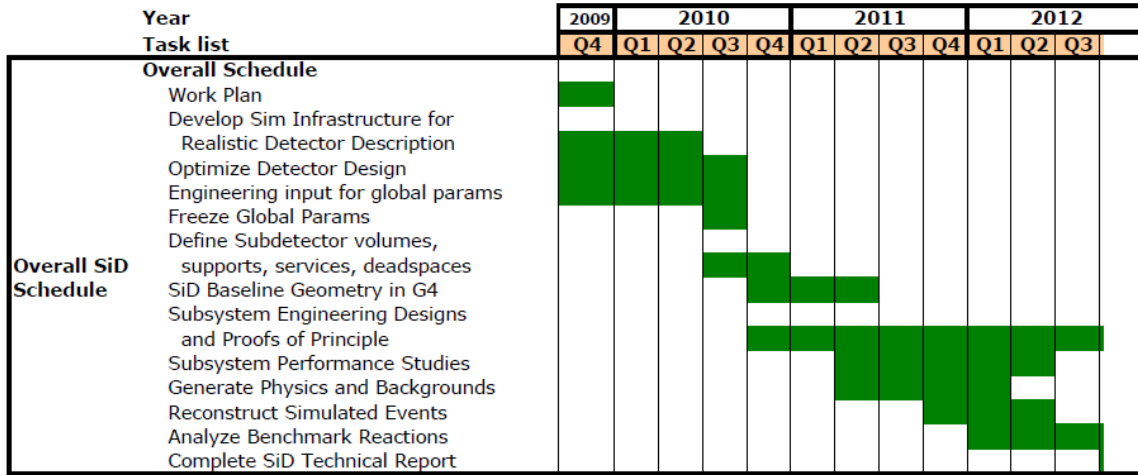 Year 2009 2010 2011 2012
Task list Q4 Q1 Q2 Q3 Q4 Q1 Q2 Q3 Q4 Q1 Q2 Q3
Overall Schedule
Work Plan
Develop Sim Infrastructure for
Realistic Detector Description
Optimize Detector Design
Engineering input for global params
Freeze Global Params
Define Subdetector volumes,
Overall SiD supports, services, deadspaces
Schedule SiD Baseline Geometry in G4
Subsystem Engineering Designs
and Proofs of Principle
Subsystem Performance Studies
Generate Physics and Backgrounds
Reconstruct Simulated Events
Analyze Benchmark Reactions
Complete SiD Technical Report